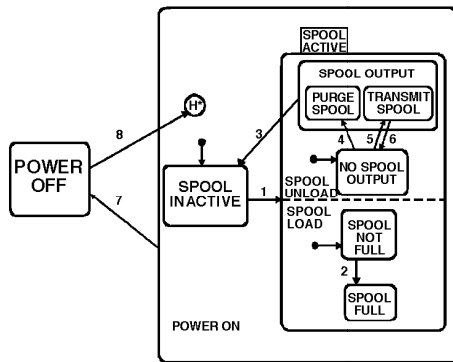 SPOOL
ACTIVE
SPOOL OUTPUT
PURGE
SPOOL
TRANSMIT
SPOOL
8
H*
3
4
5
6
POWER
OFF
NO SPOOL
OUTPUT
SPOOL
INACTIVE
1
SPOOL
UNLOAD
7
SPOOL
LOAD
SPOOL
NOT
FULL
2
SPOOL
FULL
POWER ON